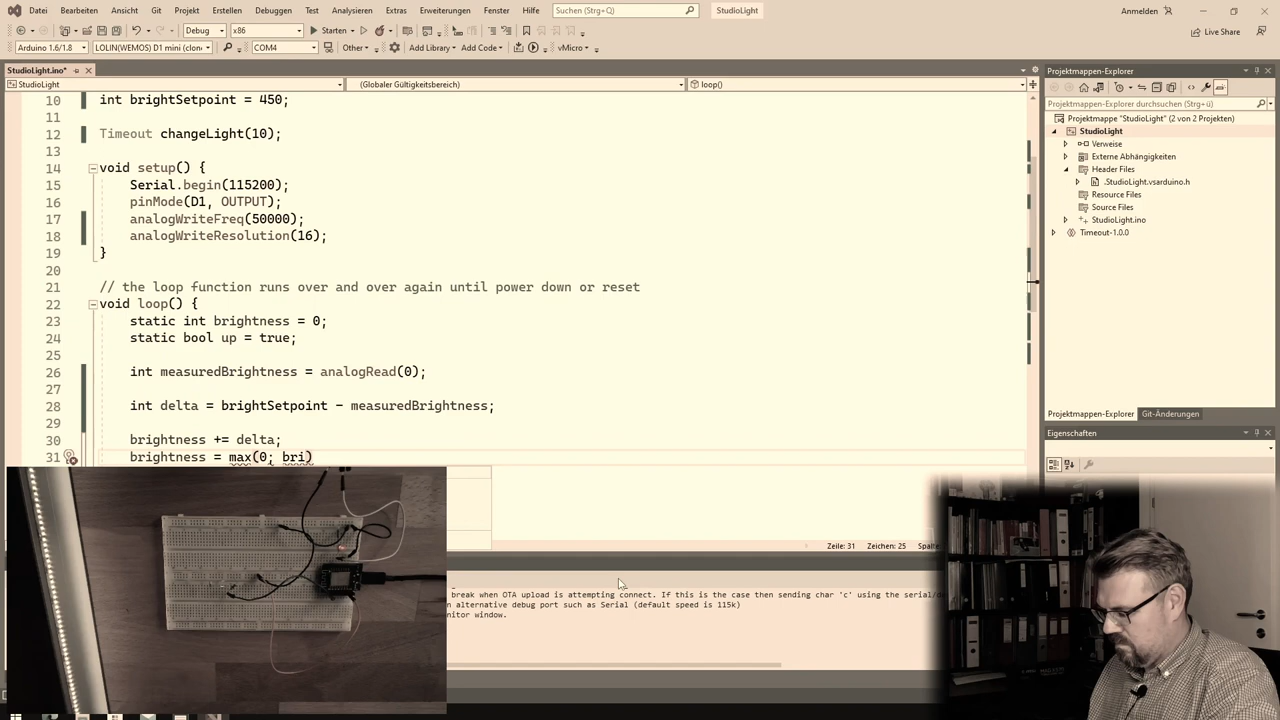 Datei Bearbeiten Ansicht Git Projekt Erstellen Debuggen Test Analysieren Extras Erweiterungen Fenster Hilfe Suchen (Strg+Q) StudioLight Anmelden
Debug x86 Starten Live Share
Arduino 1.6/1.8 LOLIN(WEMOS) D1 mini (clone COM4 Other Add Library Add Code vMicro
StudioLight.ino*
StudioLight (Globaler Gültigkeitsbereich) loop()
10 int brightSetpoint = 450;
11
12 Timeout changeLight(10);
13
14 void setup() {
15 Serial.begin(115200);
16 pinMode(D1, OUTPUT);
17 analogWriteFreq(50000);
18 analogWriteResolution(16);
19 }
20
21 // the loop function runs over and over again until power down or reset
22 void loop() {
23 static int brightness = 0;
24 static bool up = true;
25
26 int measuredBrightness = analogRead(0);
27
28 int delta = brightSetpoint - measuredBrightness;
29
30 brightness += delta;
31 brightness = max(0; bri)
Zeile: 31 Zeichen: 25 Spalte
break when OTA upload is attempting connect. If this is the case then sending char 'c' using the serial/de
n alternative debug port such as Serial (default speed is 115k)
nitor window.
Projektmappen-Explorer
Projektmappen-Explorer durchsuchen (Strg+ü)
Projektmappe "StudioLight" (2 von 2 Projekten)
StudioLight
Verweise
Externe Abhängigkeiten
Header Files
.StudioLight.vsarduino.h
Resource Files
Source Files
StudioLight.ino
Timeout-1.0.0
Projektmappen-Explorer Git-Änderungen
Eigenschaften